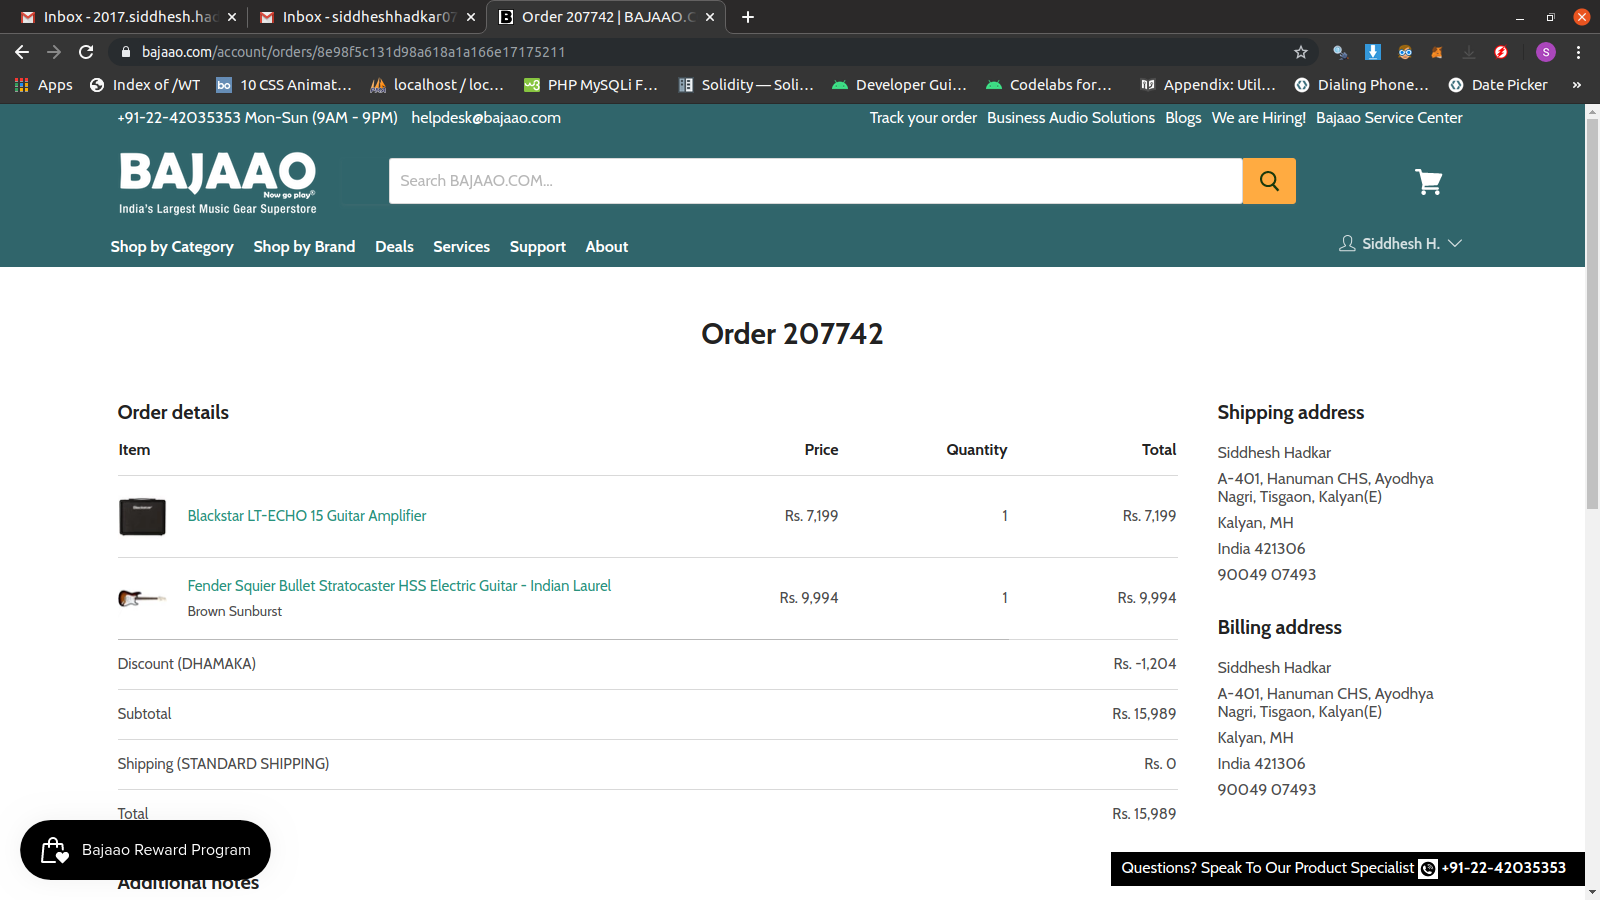 Inbox - 2017.siddhesh.had
Inbox - siddheshhadkar07
Order 207742 | BAJAAO.C
bajaao.com/account/orders/8e98f5c131d98a618a1a166e17175211
S
Apps
Index of /WT
bo 10 CSS Animat...
localhost / loc...
PHP MySQLi F...
Solidity — Soli...
Developer Gui...
Codelabs for...
Appendix: Util...
Dialing Phone...
Date Picker
»
+91-22-42035353 Mon-Sun (9AM - 9PM) helpdesk@bajaao.com
Track your order Business Audio Solutions Blogs We are Hiring! Bajaao Service Center
BAJAAO
Now go play®
India's Largest Music Gear Superstore
Search BAJAAO.COM...
Shop by Category Shop by Brand Deals Services Support About
Siddhesh H.
Order 207742
Order details
Item Price Quantity Total
Blackstar LT-ECHO 15 Guitar Amplifier Rs. 7,199 1 Rs. 7,199
Fender Squier Bullet Stratocaster HSS Electric Guitar - Indian Laurel
Brown Sunburst
Rs. 9,994 1 Rs. 9,994
Discount (DHAMAKA) Rs. -1,204
Subtotal Rs. 15,989
Shipping (STANDARD SHIPPING) Rs. 0
Total Rs. 15,989
Additional notes
Shipping address
Siddhesh Hadkar
A-401, Hanuman CHS, Ayodhya
Nagri, Tisgaon, Kalyan(E)
Kalyan, MH
India 421306
90049 07493
Billing address
Siddhesh Hadkar
A-401, Hanuman CHS, Ayodhya
Nagri, Tisgaon, Kalyan(E)
Kalyan, MH
India 421306
90049 07493
Bajaao Reward Program
Questions? Speak To Our Product Specialist +91-22-42035353